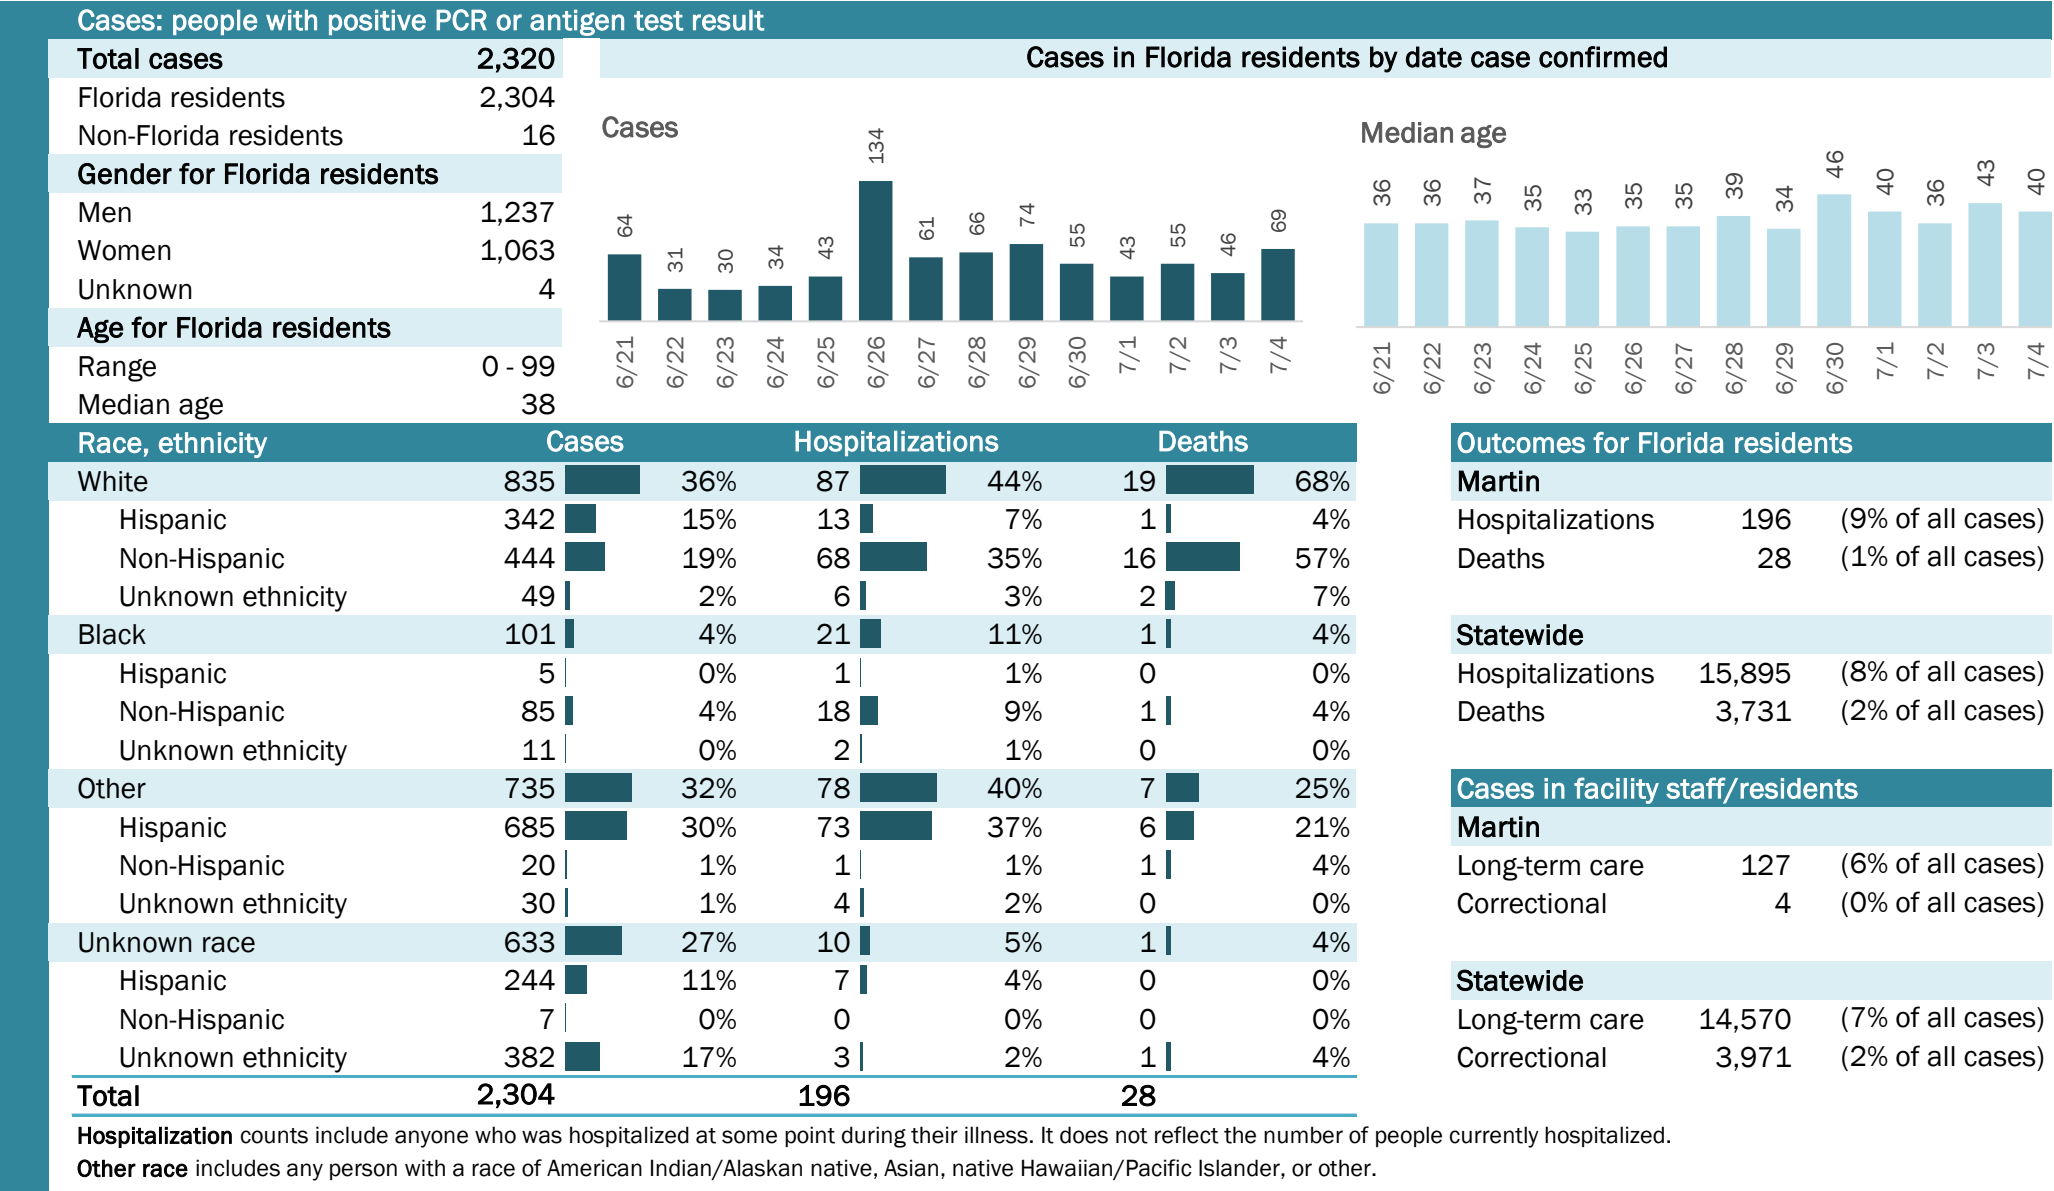 Cases: people with positive PCR or antigen test result
Total cases 2,320
Florida residents 2,304
Non-Florida residents 16
Gender for Florida residents
Men 1,237
Women 1,063
Unknown 4
Age for Florida residents
Range 0 - 99
Median age 38
Cases in Florida residents by date case confirmed
Cases
64 31 30 34 43 134 61 66 74 55 43 55 46 69
6/21 6/22 6/23 6/24 6/25 6/26 6/27 6/28 6/29 6/30 7/1 7/2 7/3 7/4
Median age
36 36 37 35 33 35 35 39 34 46 40 36 43 40
6/21 6/22 6/23 6/24 6/25 6/26 6/27 6/28 6/29 6/30 7/1 7/2 7/3 7/4
Race, ethnicity Cases Hospitalizations Deaths
White 835 36% 87 44% 19 68%
Hispanic 342 15% 13 7% 1 4%
Non-Hispanic 444 19% 68 35% 16 57%
Unknown ethnicity 49 2% 6 3% 2 7%
Black 101 4% 21 11% 1 4%
Hispanic 5 0% 1 1% 0 0%
Non-Hispanic 85 4% 18 9% 1 4%
Unknown ethnicity 11 0% 2 1% 0 0%
Other 735 32% 78 40% 7 25%
Hispanic 685 30% 73 37% 6 21%
Non-Hispanic 20 1% 1 1% 1 4%
Unknown ethnicity 30 1% 4 2% 0 0%
Unknown race 633 27% 10 5% 1 4%
Hispanic 244 11% 7 4% 0 0%
Non-Hispanic 7 0% 0 0% 0 0%
Unknown ethnicity 382 17% 3 2% 1 4%
Total 2,304 196 28
Outcomes for Florida residents
Martin
Hospitalizations 196 (9% of all cases)
Deaths 28 (1% of all cases)
Statewide
Hospitalizations 15,895 (8% of all cases)
Deaths 3,731 (2% of all cases)
Cases in facility staff/residents
Martin
Long-term care 127 (6% of all cases)
Correctional 4 (0% of all cases)
Statewide
Long-term care 14,570 (7% of all cases)
Correctional 3,971 (2% of all cases)
Hospitalization counts include anyone who was hospitalized at some point during their illness. It does not reflect the number of people currently hospitalized.
Other race includes any person with a race of American Indian/Alaskan native, Asian, native Hawaiian/Pacific Islander, or other.